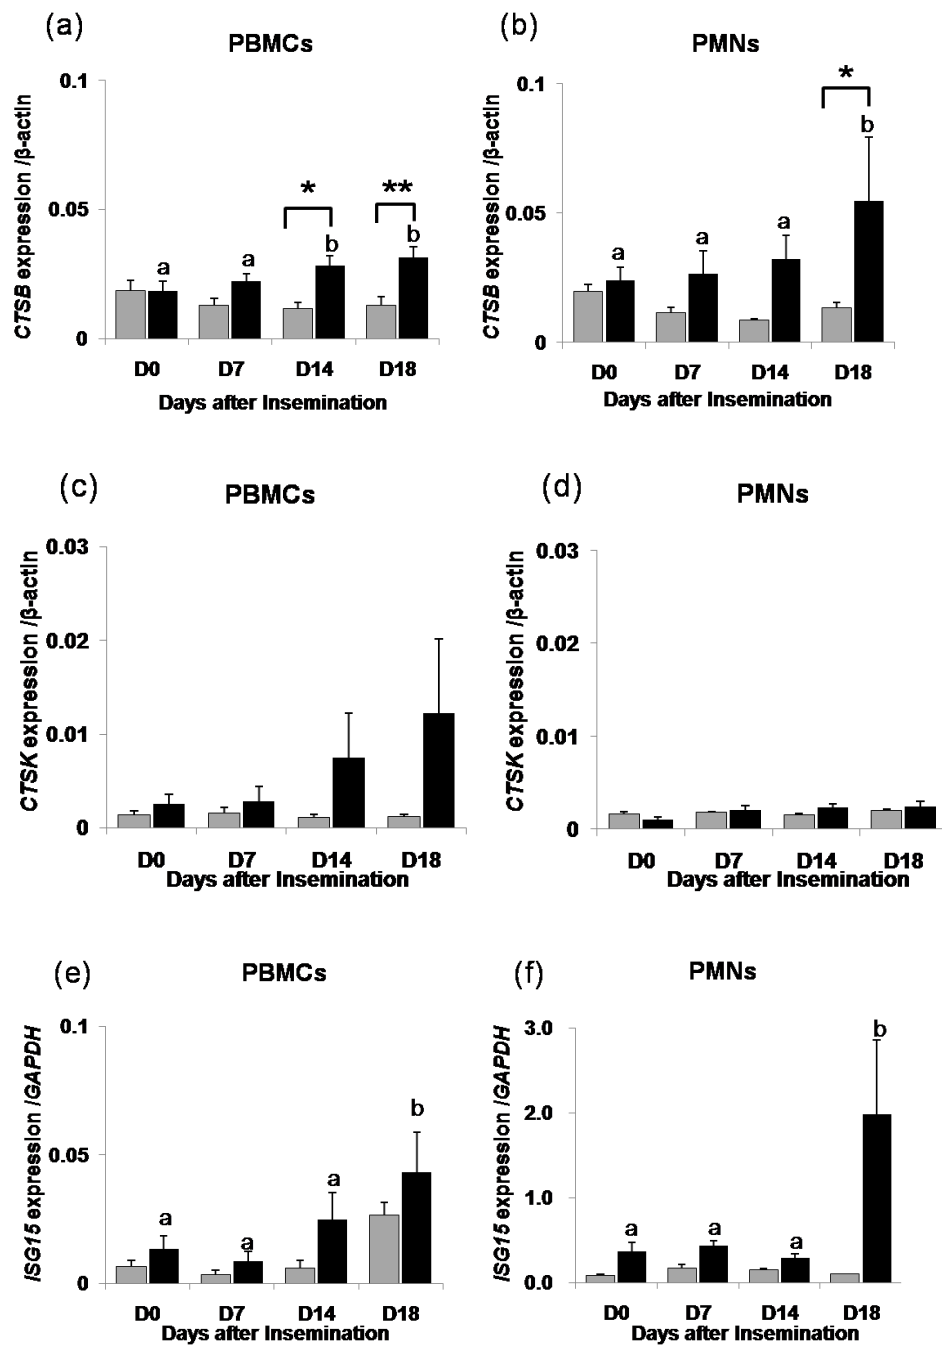 (a)
PBMCs
CTSB expression /β-actin
0.1
0.05
0
*
**
a
a
b
b
D0 D7 D14 D18
Days after Insemination
(b)
PMNs
CTSB expression /β-actin
0.1
0.05
0
*
a
a
a
b
D0 D7 D14 D18
Days after Insemination
(c)
PBMCs
CTSK expression /β-actin
0.03
0.02
0.01
0
D0 D7 D14 D18
Days after Insemination
(d)
PMNs
CTSK expression /β-actin
0.03
0.02
0.01
0
D0 D7 D14 D18
Days after Insemination
(e)
PBMCs
ISG15 expression /GAPDH
0.1
0.05
0
a
a
a
b
D0 D7 D14 D18
Days after Insemination
(f)
PMNs
ISG15 expression /GAPDH
3.0
2.0
1.0
0.0
a
a
a
b
D0 D7 D14 D18
Days after Insemination